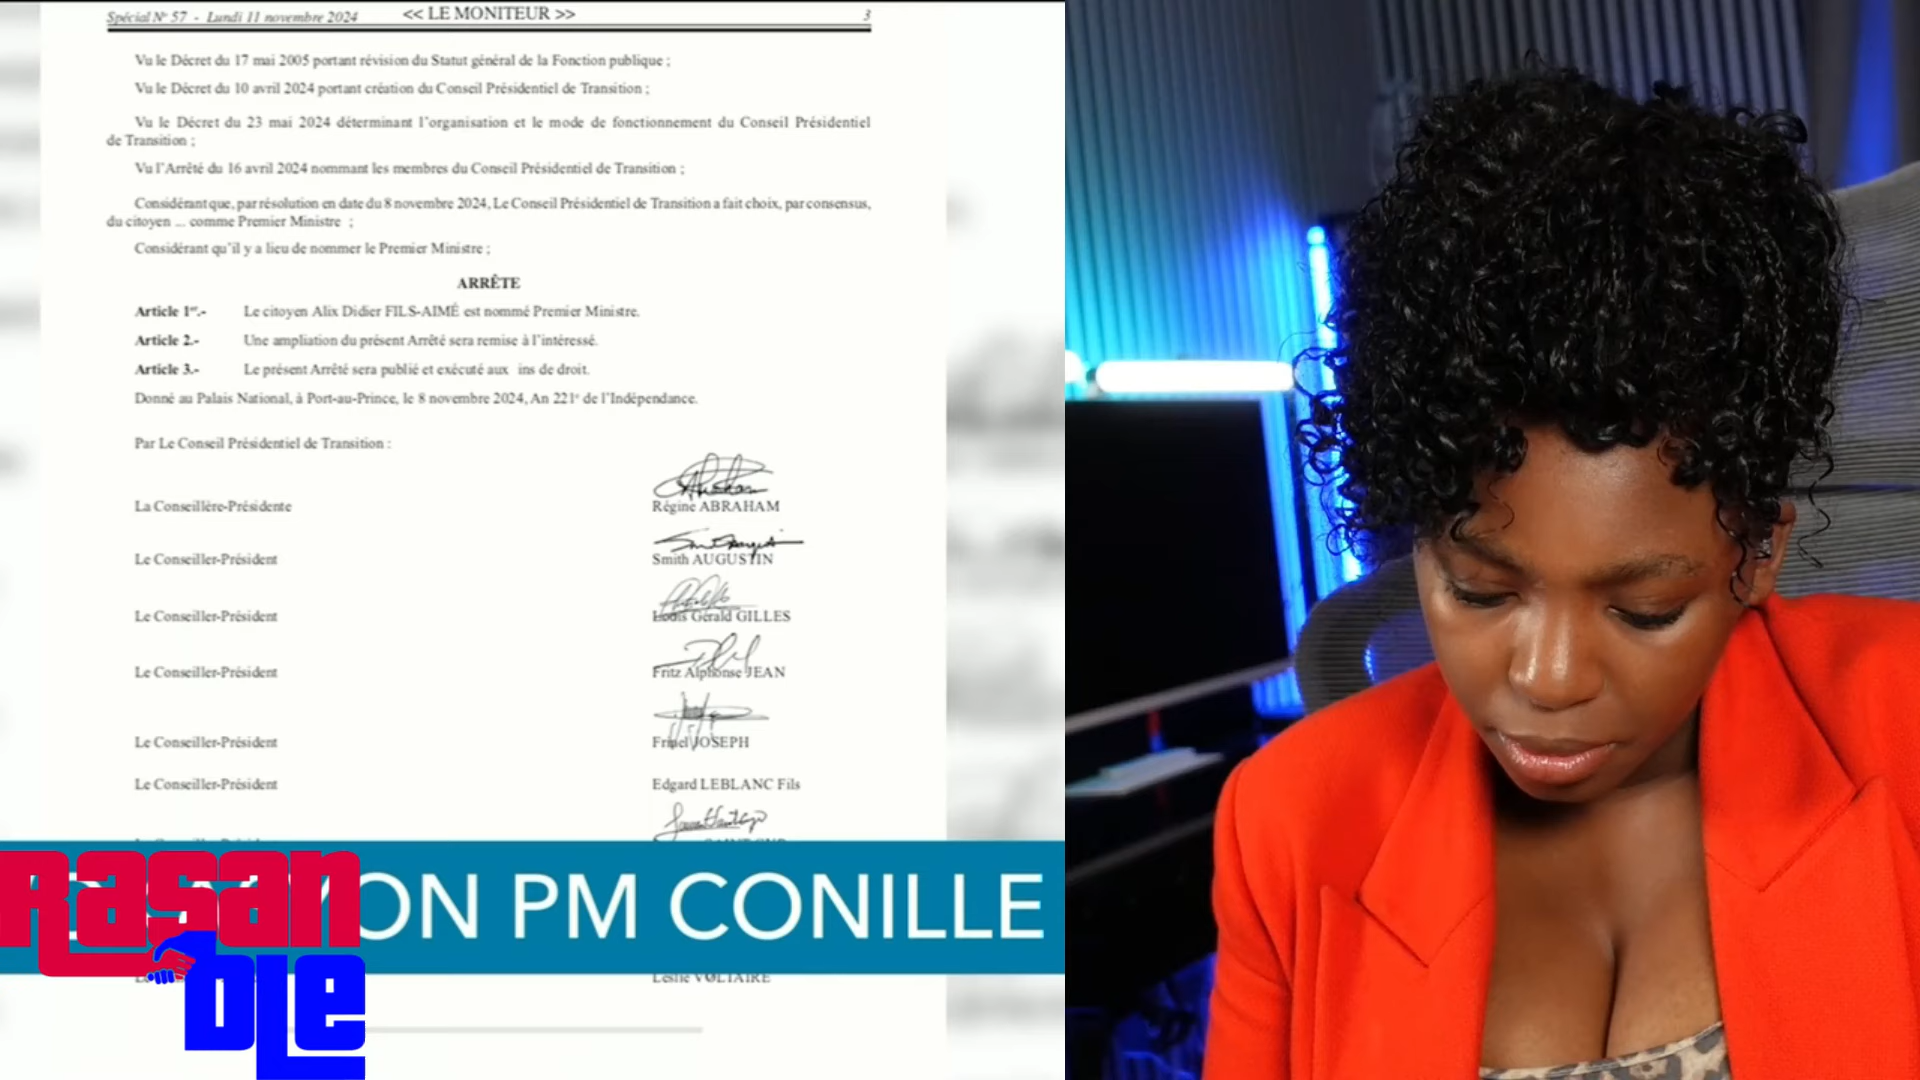 Spécial N° 57 - Lundi 11 novembre 2024 << LE MONITEUR >> 3
Vu le Décret du 17 mai 2005 portant révision du Statut général de la Fonction publique ;
Vu le Décret du 10 avril 2024 portant création du Conseil Présidentiel de Transition ;
Vu le Décret du 23 mai 2024 déterminant l'organisation et le mode de fonctionnement du Conseil Présidentiel
de Transition ;
Vu l'Arrêté du 16 avril 2024 nommant les membres du Conseil Présidentiel de Transition ;
Considérant que, par résolution en date du 8 novembre 2024, Le Conseil Présidentiel de Transition a fait choix, par consensus,
du citoyen ... comme Premier Ministre ;
Considérant qu'il y a lieu de nommer le Premier Ministre ;
ARRÊTE
Article 1er.- Le citoyen Alix Didier FILS-AIMÉ est nommé Premier Ministre.
Article 2.- Une ampliation du présent Arrêté sera remise à l'intéressé.
Article 3.- Le présent Arrêté sera publié et exécuté aux ins de droit.
Donné au Palais National, à Port-au-Prince, le 8 novembre 2024, An 221e de l'Indépendance.
Par Le Conseil Présidentiel de Transition :
La Conseillère-Présidente Régine ABRAHAM
Le Conseiller-Président Smith AUGUSTIN
Le Conseiller-Président Louis Gérald GILLES
Le Conseiller-Président Fritz Alphonse JEAN
Le Conseiller-Président Frinel JOSEPH
Le Conseiller-Président Edgard LEBLANC Fils
ON PM CONILLE
Rasanble
Leslie VOLTAIRE